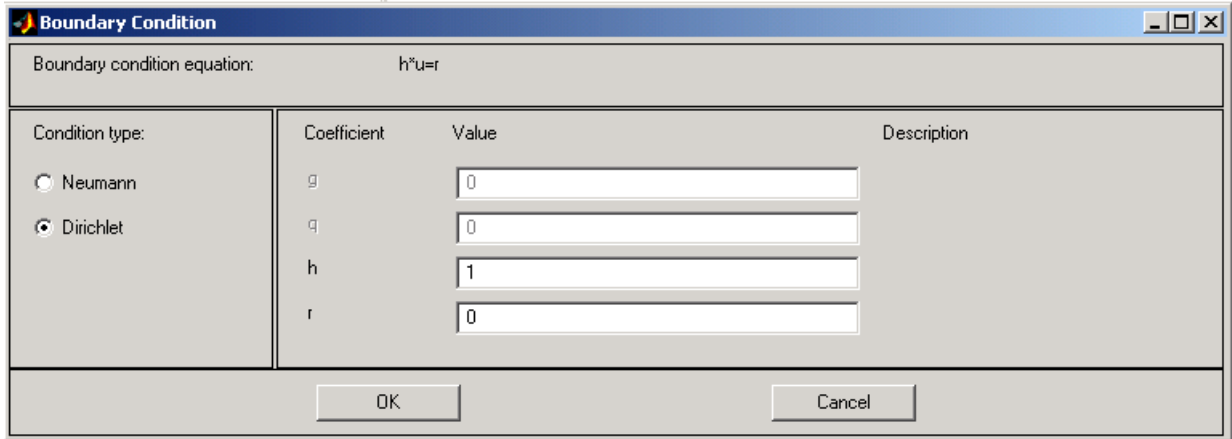 Boundary Condition
Boundary condition equation: h*u=r
Condition type:
Neumann
Dirichlet
Coefficient Value Description
g 0
q 0
h 1
r 0
OK Cancel